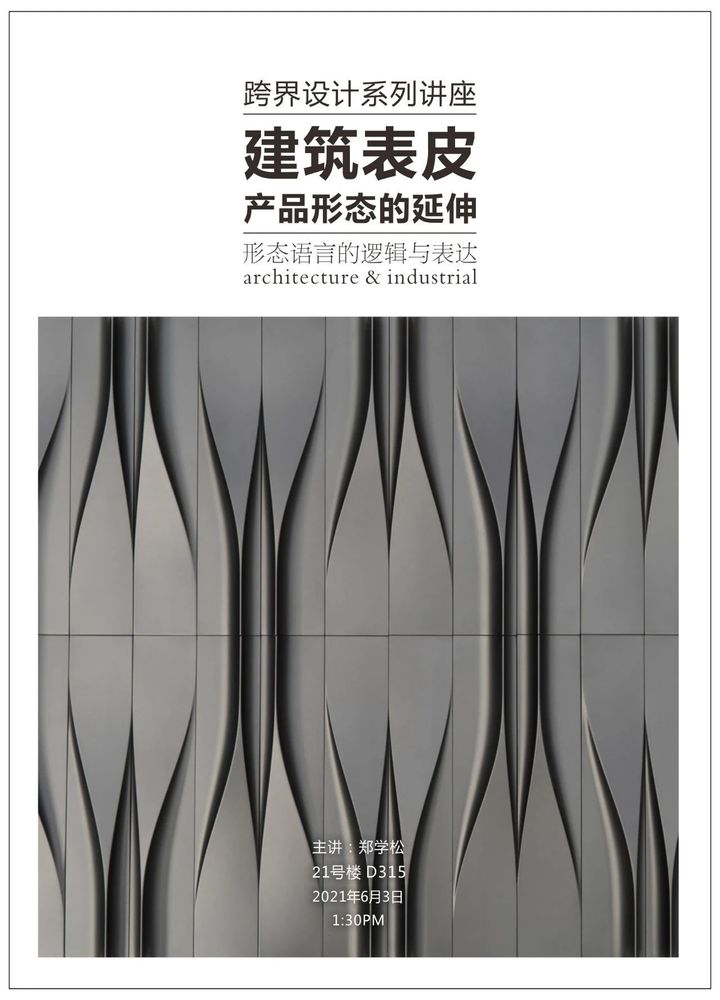 跨界设计系列讲座
建筑表皮
产品形态的延伸
形态语言的逻辑与表达
architecture & industrial
主讲：郑学松
21号楼 D315
2021年6月3日
1:30PM